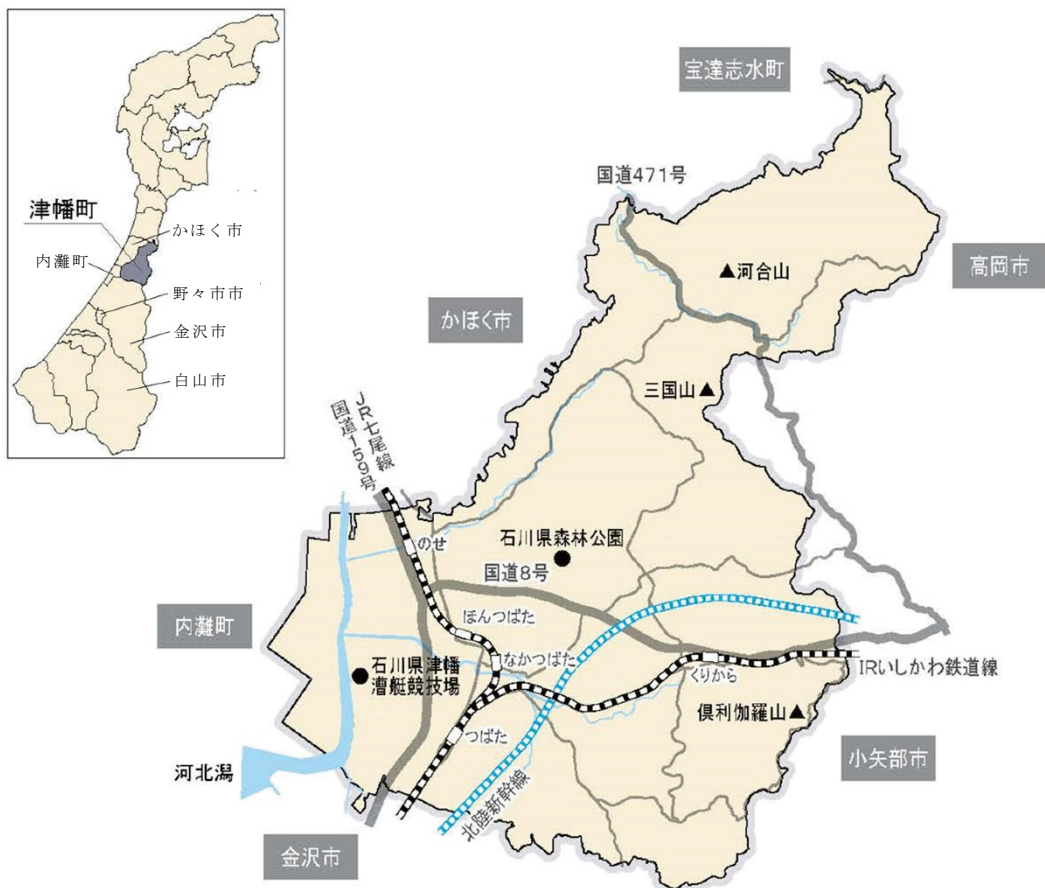 津幡町
かほく市
内灘町
野々市市
金沢市
白山市
宝達志水町
国道471号
河合山
高岡市
かほく市
三国山
JR七尾線
国道159号
のせ
石川県森林公園
国道8号
内灘町
ほんつばた
なかつばた
石川県津幡
漕艇競技場
くりから
IRいしかわ鉄道線
倶利伽羅山
つばた
小矢部市
河北潟
北陸新幹線
金沢市